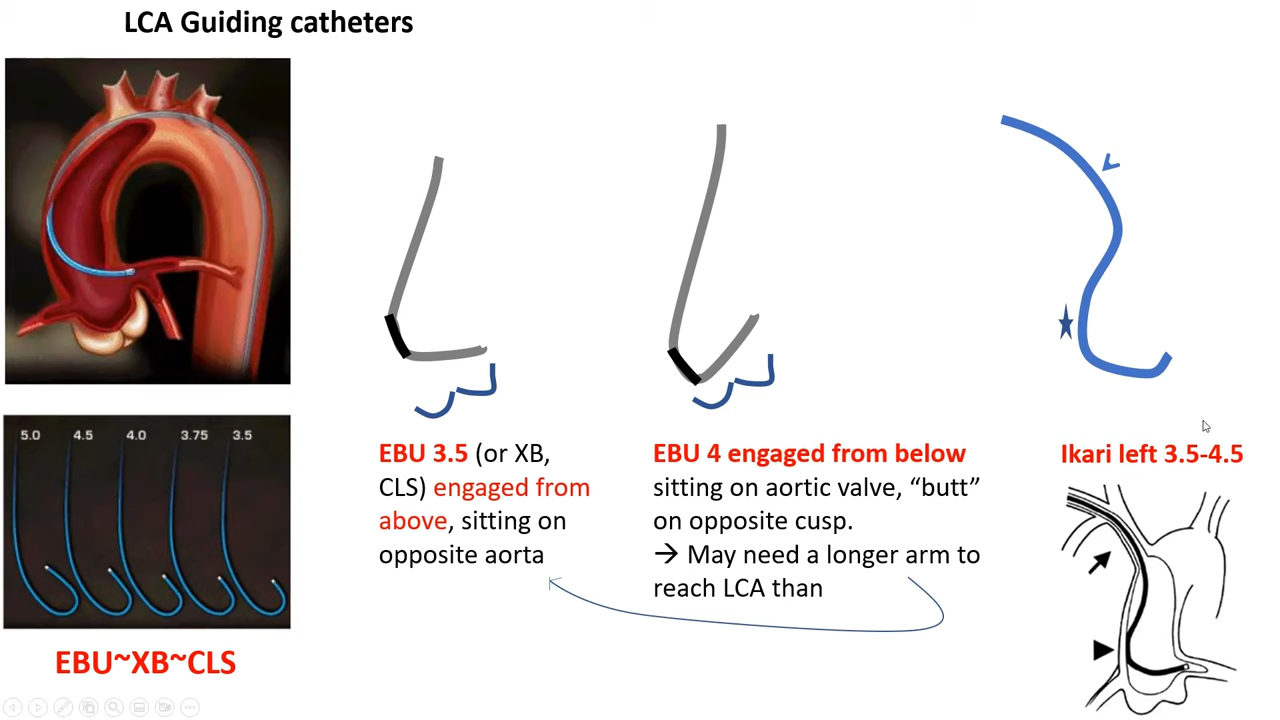 LCA Guiding catheters
5.0 4.5 4.0 3.75 3.5
EBU~XB~CLS
EBU 3.5 (or XB,
CLS) engaged from
above, sitting on
opposite aorta
EBU 4 engaged from below
sitting on aortic valve, “butt”
on opposite cusp.
→ May need a longer arm to
reach LCA than
Ikari left 3.5-4.5